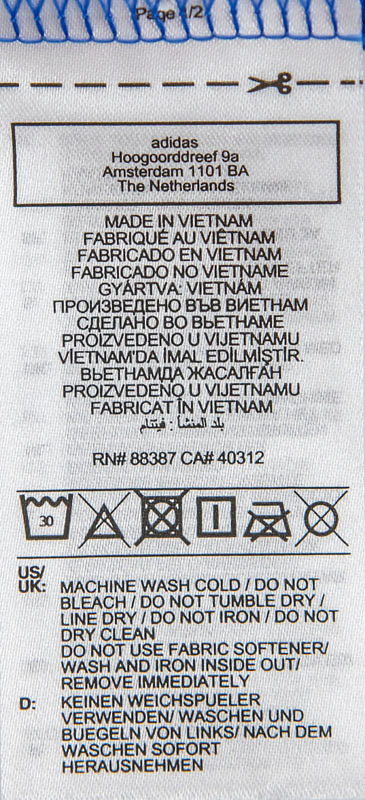 Page 1/2
adidas
Hoogoorddreef 9a
Amsterdam 1101 BA
The Netherlands
MADE IN VIETNAM
FABRIQUÉ AU VIÊTNAM
FABRICADO EN VIETNAM
FABRICADO NO VIETNAME
GYÁRTVA: VIETNÁM
ПРОИЗВЕДЕНО ВЪВ ВИЕТНАМ
СДЕЛАНО ВО ВЬЕТНАМЕ
PROIZVEDENO U VIJETNAMU
VİETNAM'DA İMAL EDİLMİŞTİR.
ВЬЕТНАМДА ЖАСАЛҒАН
PROIZVEDENO U VIJETNAMU
FABRICAT ÎN VIETNAM
بلد المنشأ : فيتنام
RN# 88387 CA# 40312
30
US/
UK: MACHINE WASH COLD / DO NOT
BLEACH / DO NOT TUMBLE DRY /
LINE DRY / DO NOT IRON / DO NOT
DRY CLEAN
DO NOT USE FABRIC SOFTENER/
WASH AND IRON INSIDE OUT/
REMOVE IMMEDIATELY
D: KEINEN WEICHSPUELER
VERWENDEN/ WASCHEN UND
BUEGELN VON LINKS/ NACH DEM
WASCHEN SOFORT
HERAUSNEHMEN